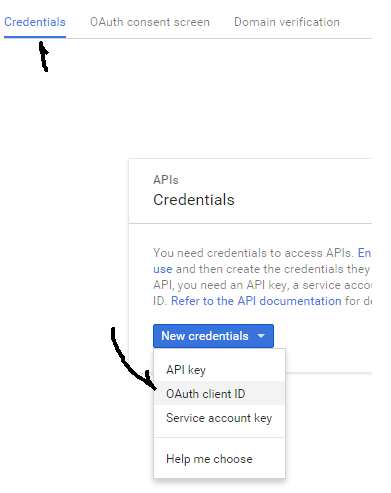 Credentials OAuth consent screen Domain verification
APIs
Credentials
You need credentials to access APIs. En
use and then create the credentials they
API, you need an API key, a service accou
ID. Refer to the API documentation for de
New credentials
API key
OAuth client ID
Service account key
Help me choose